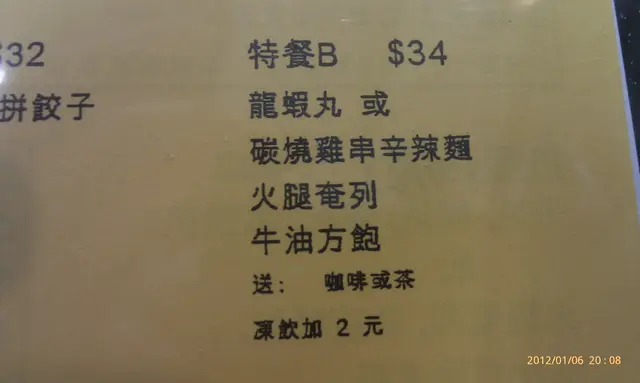 $32
拼餃子
特餐B $34
龍蝦丸 或
碳燒雞串辛辣麵
火腿奄列
牛油方飽
送: 咖啡或茶
凍飲加 2 元
2012/01/06 20:08